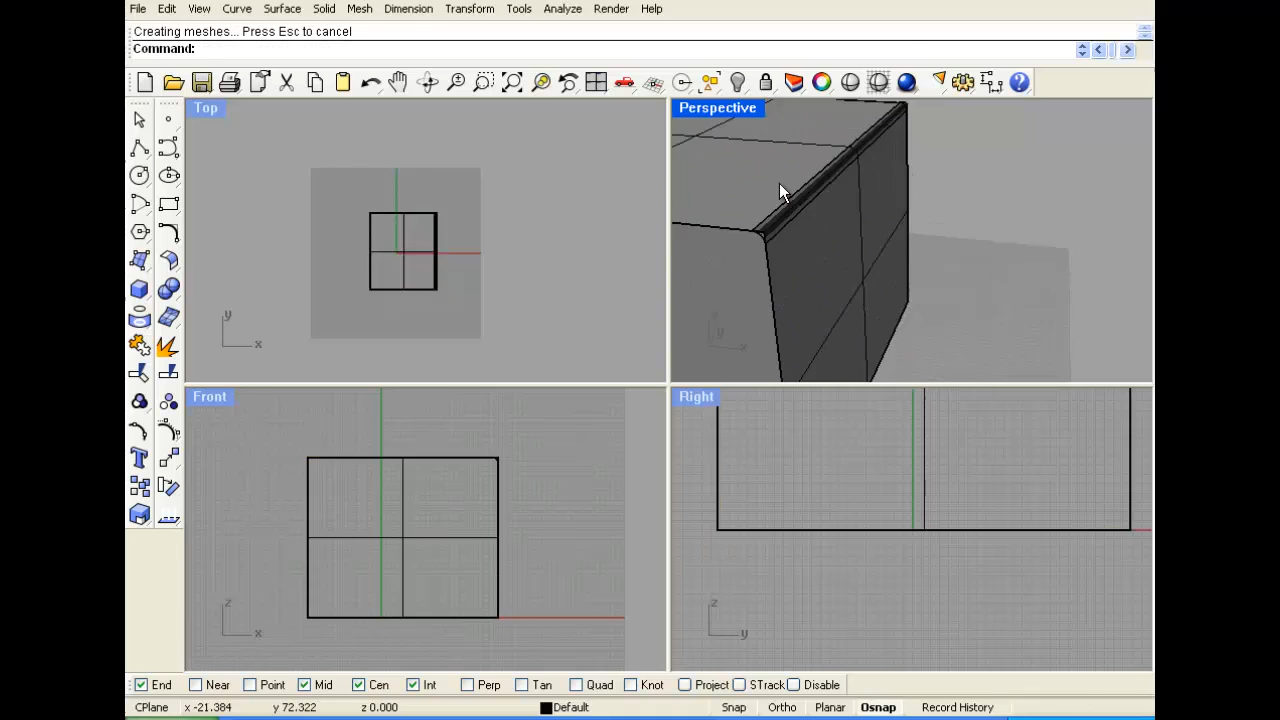 File Edit View Curve Surface Solid Mesh Dimension Transform Tools Analyze Render Help
Creating meshes... Press Esc to cancel
Command:
Top
Perspective
y
x
y
x
Front
Right
z
x
z
y
End Near Point Mid Cen Int Perp Tan Quad Knot Project STrack Disable
CPlane x -21.384 y 72.322 z 0.000 Default Snap Ortho Planar Osnap Record History